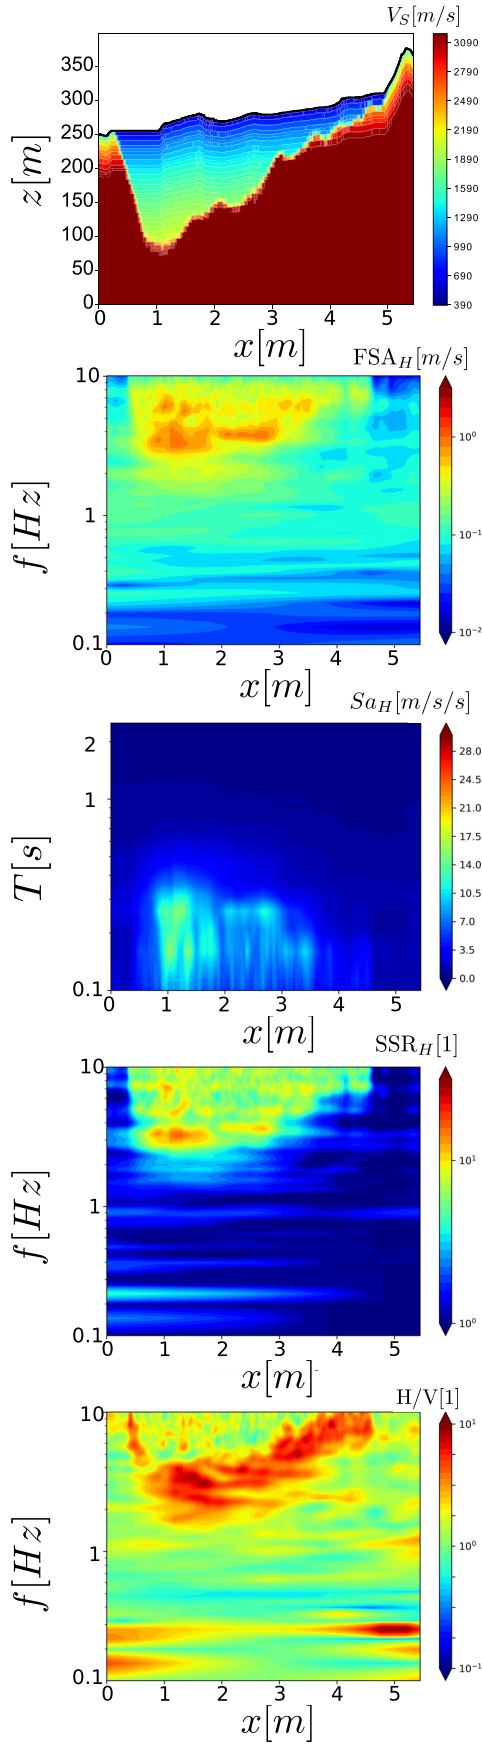 V_S [m/s]
350
300
250
200
150
100
50
0
z[m]
3090
2790
2490
2190
1890
1590
1290
990
690
390
0 1 2 3 4 5
x[m]
FSA_H [m/s]
10
1
0.1
f[Hz]
10^0
10^-1
10^-2
0 1 2 3 4 5
x[m]
Sa_H [m/s/s]
2
1
0.1
T[s]
28.0
24.5
21.0
17.5
14.0
10.5
7.0
3.5
0.0
0 1 2 3 4 5
x[m]
SSR_H [1]
10
1
0.1
f[Hz]
10^1
10^0
0 1 2 3 4 5
x[m]
H/V[1]
10
1
0.1
f[Hz]
10^1
10^0
10^-1
0 1 2 3 4 5
x[m]